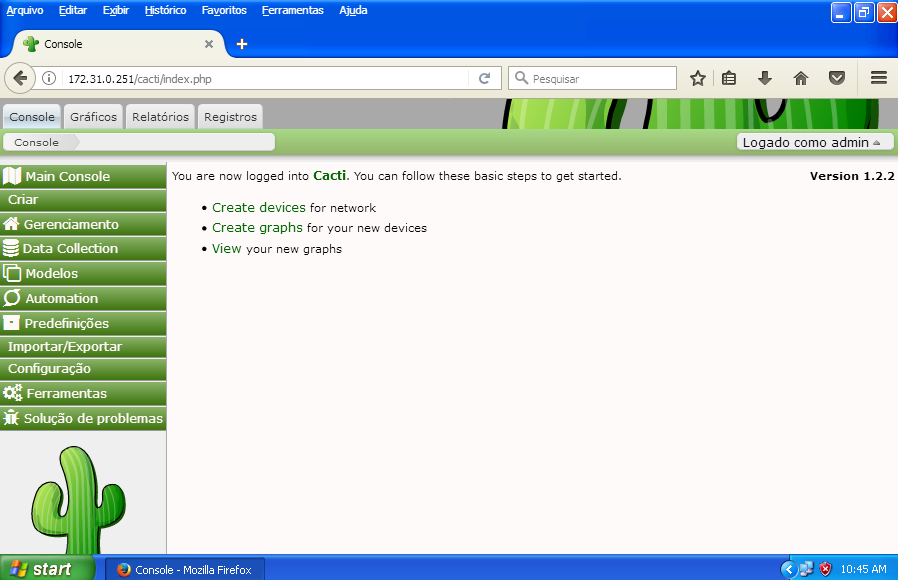 Arquivo Editar Exibir Histórico Favoritos Ferramentas Ajuda
Console
172.31.0.251/cacti/index.php
Pesquisar
Console Gráficos Relatórios Registros
Console
Logado como admin
Main Console
Criar
Gerenciamento
Data Collection
Modelos
Automation
Predefinições
Importar/Exportar
Configuração
Ferramentas
Solução de problemas
You are now logged into Cacti. You can follow these basic steps to get started.
Version 1.2.2
• Create devices for network
• Create graphs for your new devices
• View your new graphs
start
Console - Mozilla Firefox
10:45 AM